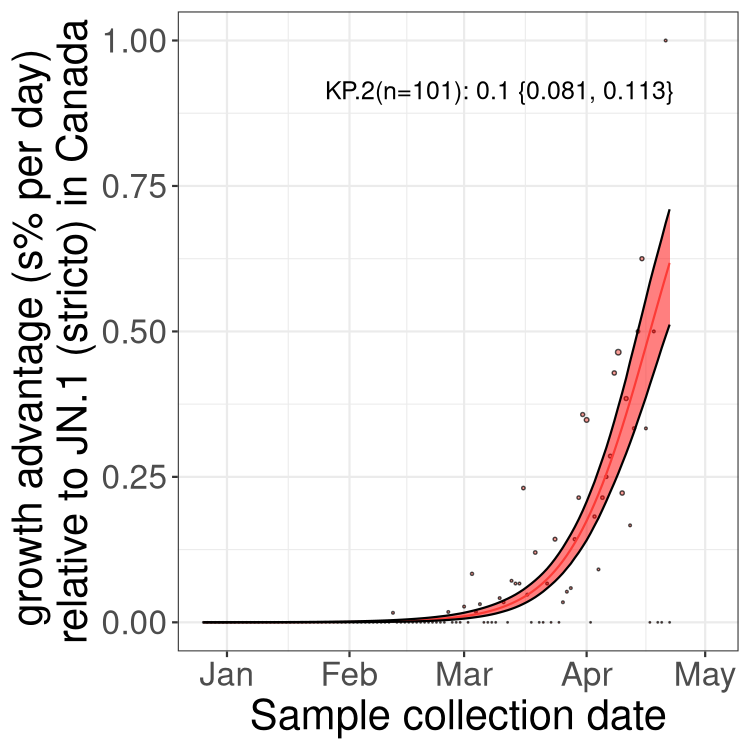 growth advantage (s% per day)
relative to JN.1 (stricto) in Canada
1.00
0.75
0.50
0.25
0.00
KP.2(n=101): 0.1 {0.081, 0.113}
Jan Feb Mar Apr May
Sample collection date